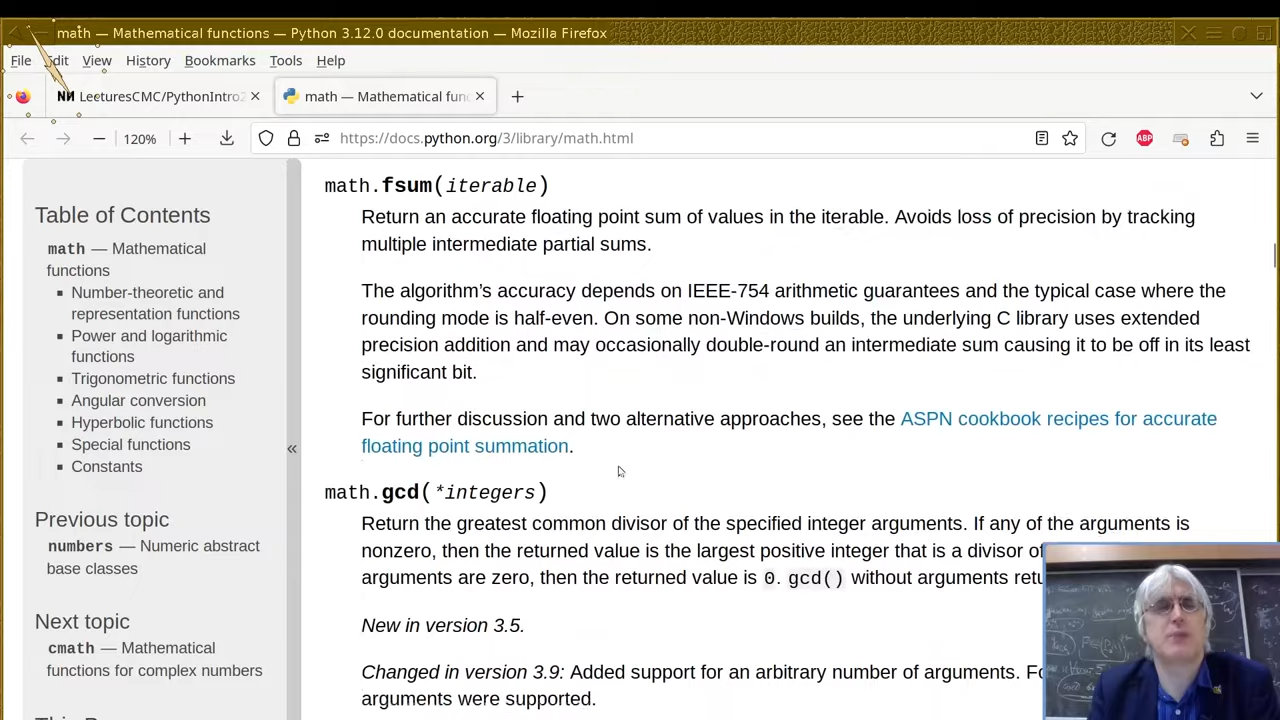 math — Mathematical functions — Python 3.12.0 documentation — Mozilla Firefox
File Edit View History Bookmarks Tools Help
LecturesCMC/PythonIntro2 math — Mathematical func
120% https://docs.python.org/3/library/math.html ABP
Table of Contents
math — Mathematical
functions
Number-theoretic and
representation functions
Power and logarithmic
functions
Trigonometric functions
Angular conversion
Hyperbolic functions
Special functions
Constants
Previous topic
numbers — Numeric abstract
base classes
Next topic
cmath — Mathematical
functions for complex numbers
«
math.fsum(iterable)
Return an accurate floating point sum of values in the iterable. Avoids loss of precision by tracking
multiple intermediate partial sums.
The algorithm’s accuracy depends on IEEE-754 arithmetic guarantees and the typical case where the
rounding mode is half-even. On some non-Windows builds, the underlying C library uses extended
precision addition and may occasionally double-round an intermediate sum causing it to be off in its least
significant bit.
For further discussion and two alternative approaches, see the ASPN cookbook recipes for accurate
floating point summation.
math.gcd(*integers)
Return the greatest common divisor of the specified integer arguments. If any of the arguments is
nonzero, then the returned value is the largest positive integer that is a divisor of
arguments are zero, then the returned value is 0. gcd() without arguments retu
New in version 3.5.
Changed in version 3.9: Added support for an arbitrary number of arguments. Fo
arguments were supported.